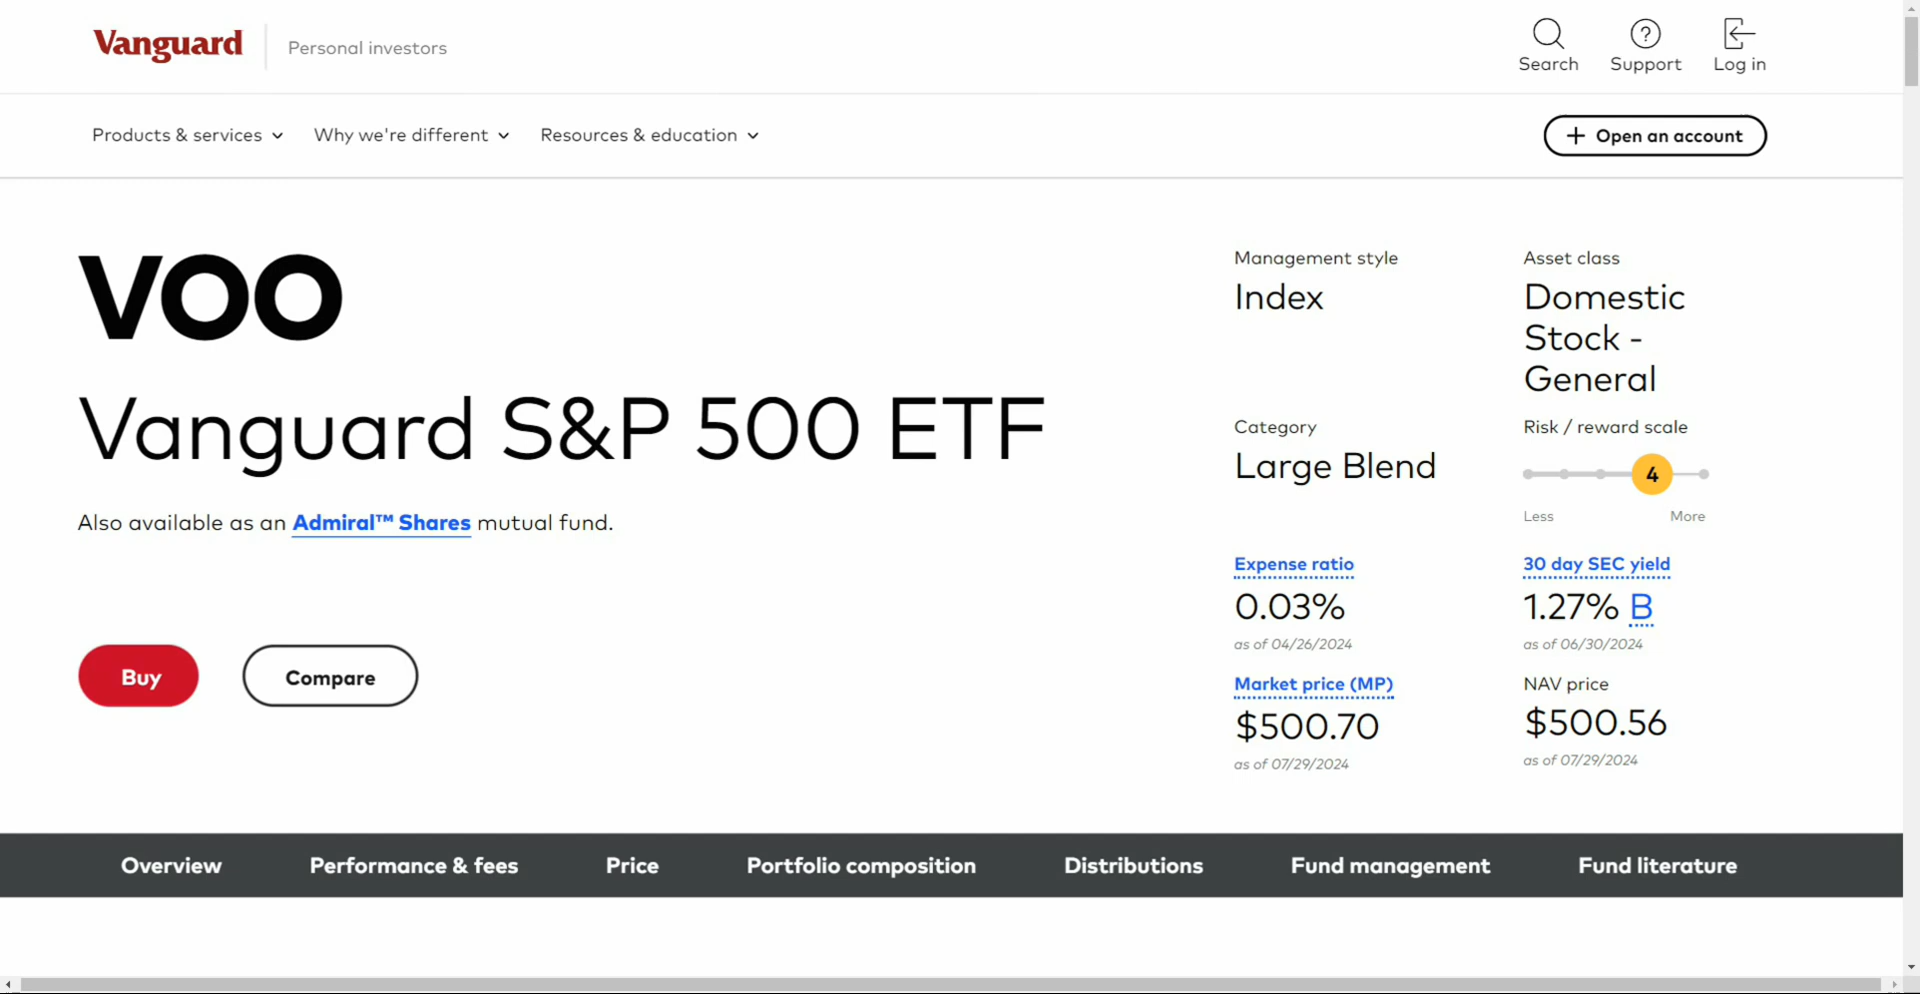 Vanguard
Personal investors
Search
Support
Log in
Products & services
Why we're different
Resources & education
+ Open an account
VOO
Vanguard S&P 500 ETF
Also available as an Admiral™ Shares mutual fund.
Buy
Compare
Management style
Index
Asset class
Domestic
Stock -
General
Category
Large Blend
Risk / reward scale
4
Less
More
Expense ratio
0.03%
as of 04/26/2024
30 day SEC yield
1.27% B
as of 06/30/2024
Market price (MP)
$500.70
as of 07/29/2024
NAV price
$500.56
as of 07/29/2024
Overview
Performance & fees
Price
Portfolio composition
Distributions
Fund management
Fund literature